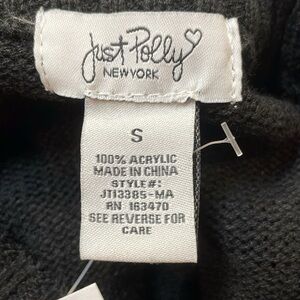 Just Polly
NEW YORK
S
100% ACRYLIC
MADE IN CHINA
STYLE#:
JT13385-MA
RN 163470
SEE REVERSE FOR
CARE